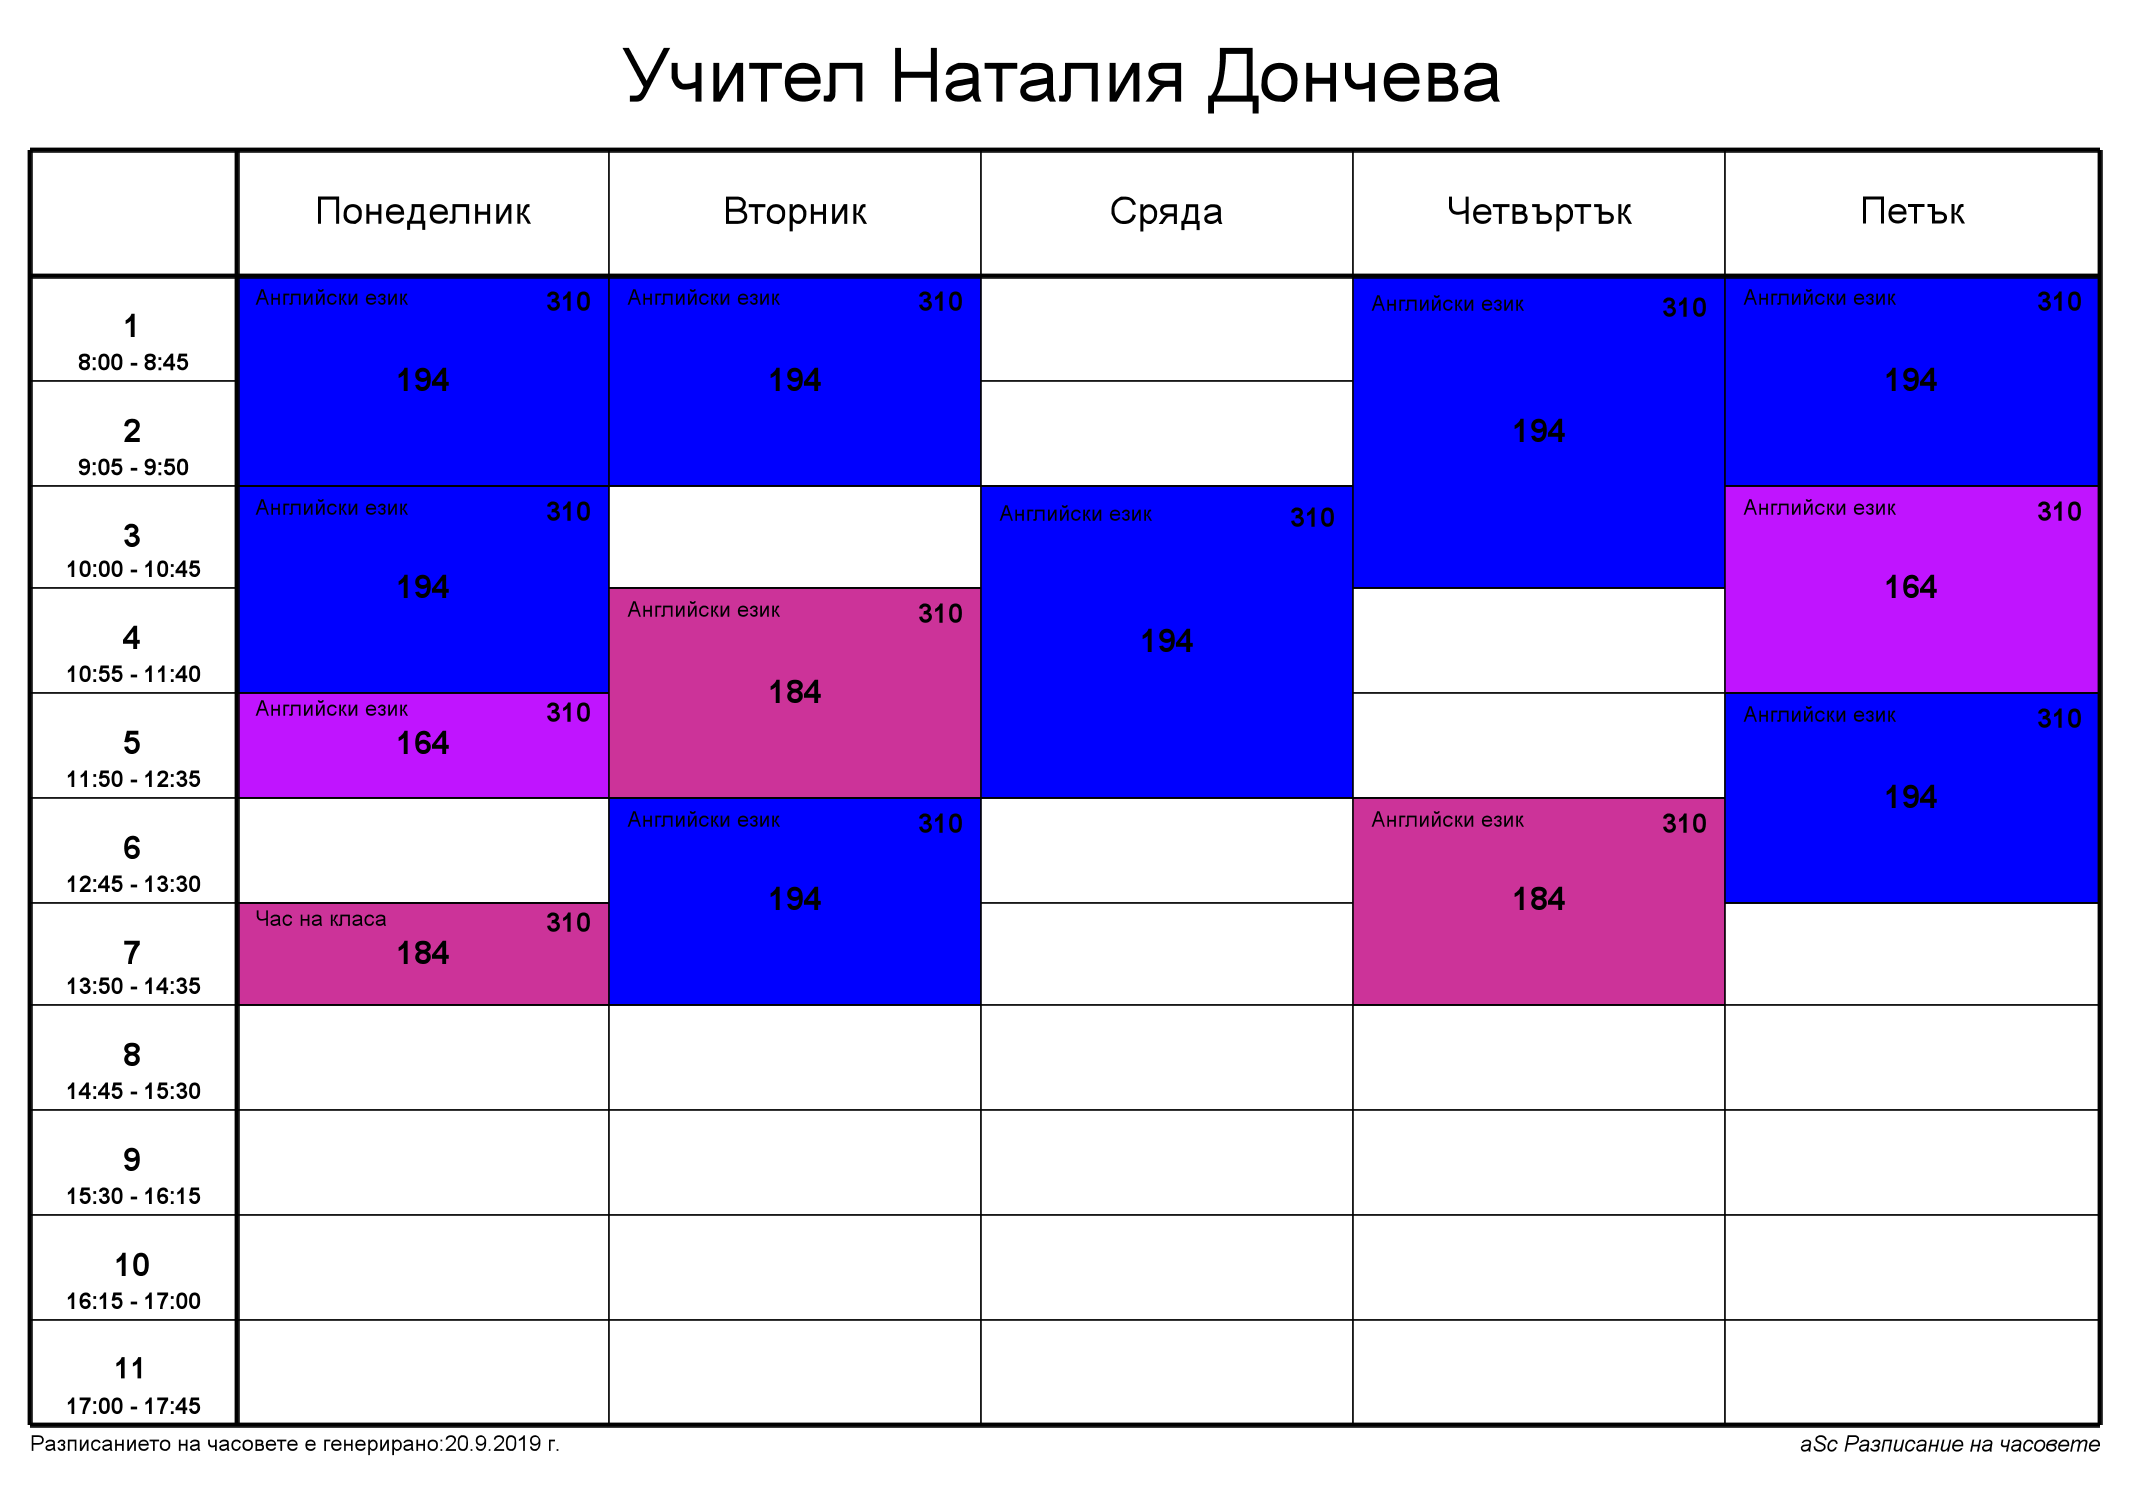 Учител Наталия Дончева
Понеделник Вторник Сряда Четвъртък Петък
1
8:00 - 8:45
Английски език 310
194
Английски език 310
194
Английски език 310
194
Английски език 310
194
2
9:05 - 9:50
3
10:00 - 10:45
Английски език 310
194
Английски език 310
194
Английски език 310
164
4
10:55 - 11:40
Английски език 310
184
5
11:50 - 12:35
Английски език 310
164
Английски език 310
194
6
12:45 - 13:30
Английски език 310
194
Английски език 310
184
7
13:50 - 14:35
Час на класа 310
184
8
14:45 - 15:30
9
15:30 - 16:15
10
16:15 - 17:00
11
17:00 - 17:45
Разписанието на часовете е генерирано:20.9.2019 г.
aSc Разписание на часовете